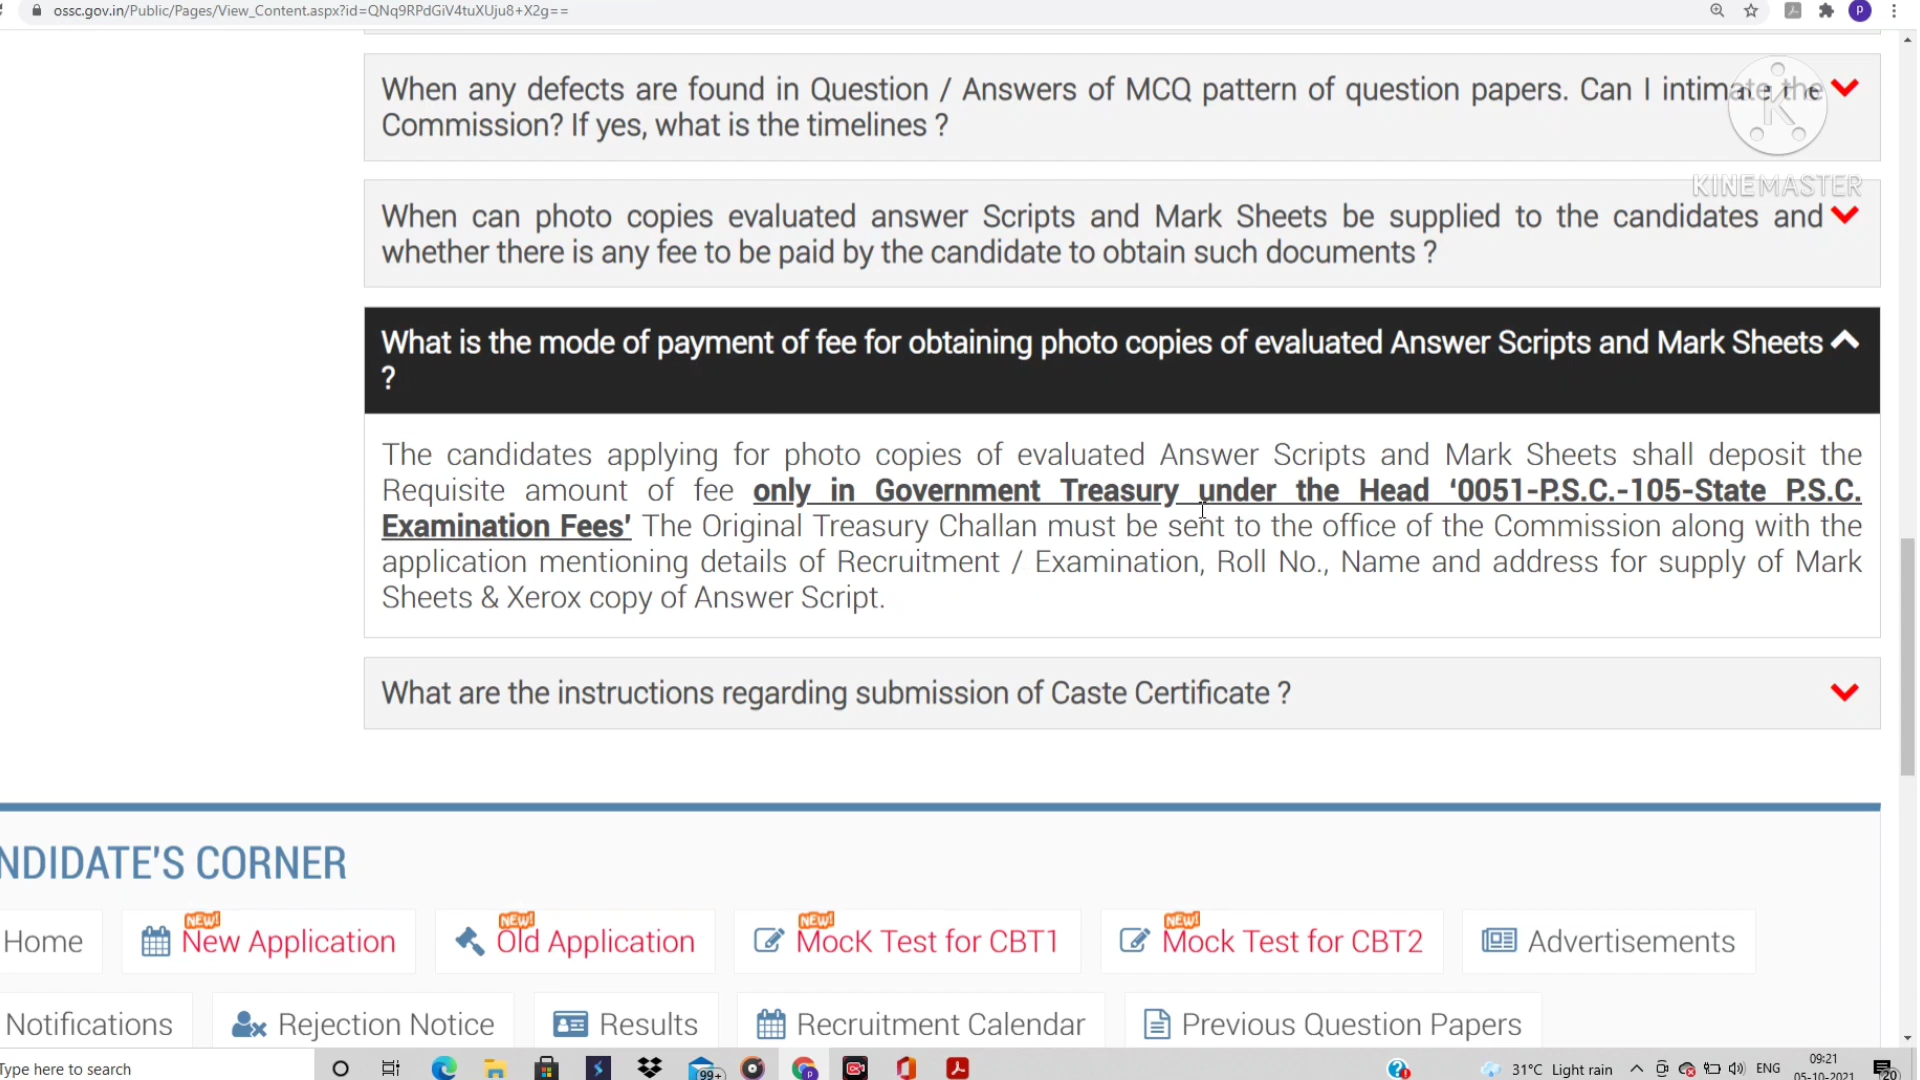 ossc.gov.in/Public/Pages/View_Content.aspx?id=QNq9RPdGiV4tuXUju8+X2g==
P
When any defects are found in Question / Answers of MCQ pattern of question papers. Can I intimate the
Commission? If yes, what is the timelines ?
K
KINEMASTER
When can photo copies evaluated answer Scripts and Mark Sheets be supplied to the candidates and
whether there is any fee to be paid by the candidate to obtain such documents ?
What is the mode of payment of fee for obtaining photo copies of evaluated Answer Scripts and Mark Sheets
?
The candidates applying for photo copies of evaluated Answer Scripts and Mark Sheets shall deposit the
Requisite amount of fee only in Government Treasury under the Head ‘0051-P.S.C.-105-State P.S.C.
Examination Fees’ The Original Treasury Challan must be sent to the office of the Commission along with the
application mentioning details of Recruitment / Examination, Roll No., Name and address for supply of Mark
Sheets & Xerox copy of Answer Script.
What are the instructions regarding submission of Caste Certificate ?
NDIDATE'S CORNER
NEW! NEW! NEW! NEW!
Home New Application Old Application MocK Test for CBT1 Mock Test for CBT2 Advertisements
Notifications Rejection Notice Results Recruitment Calendar Previous Question Papers
Type here to search 99+ 31°C Light rain ENG 09:21
05-10-2021 20